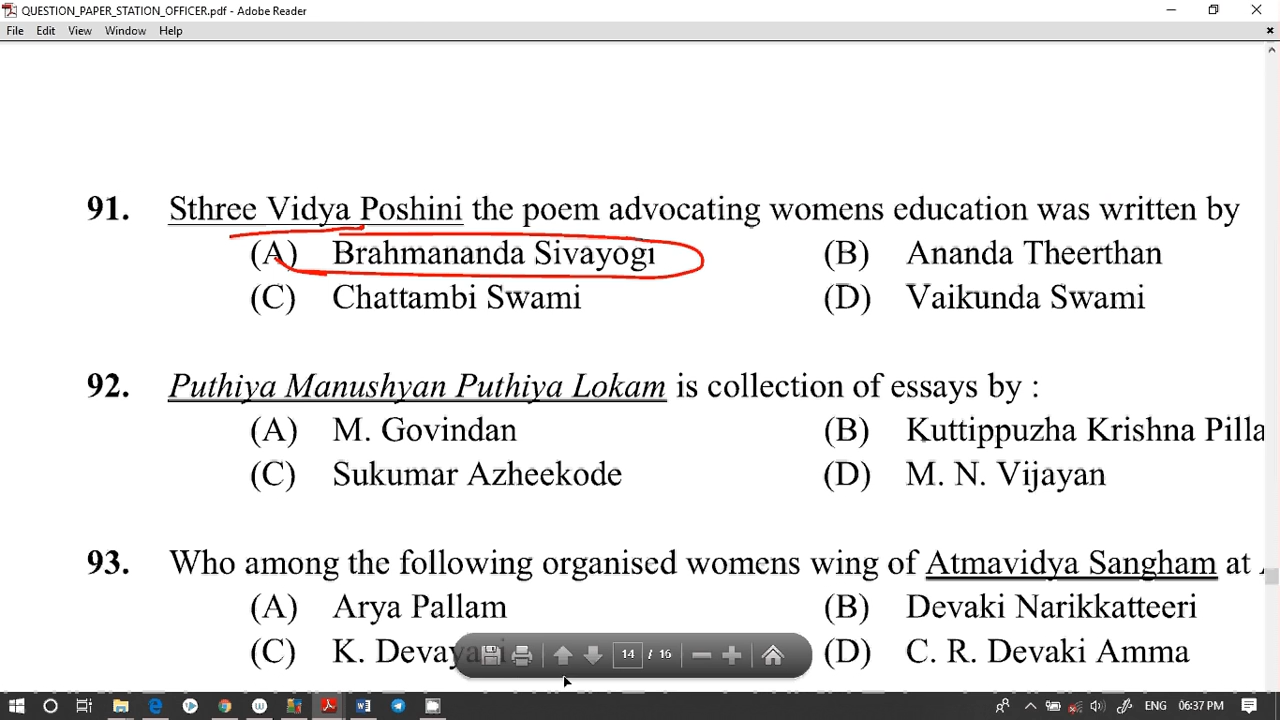 QUESTION_PAPER_STATION_OFFICER.pdf - Adobe Reader
File Edit View Window Help
91. Sthree Vidya Poshini the poem advocating womens education was written by
(A) Brahmananda Sivayogi (B) Ananda Theerthan
(C) Chattambi Swami (D) Vaikunda Swami
92. Puthiya Manushyan Puthiya Lokam is collection of essays by :
(A) M. Govindan (B) Kuttippuzha Krishna Pilla
(C) Sukumar Azheekode (D) M. N. Vijayan
93. Who among the following organised womens wing of Atmavidya Sangham at
(A) Arya Pallam (B) Devaki Narikkatteeri
(C) K. (D) C. R. Devaki Amma
14 / 16
ENG 06:37 PM